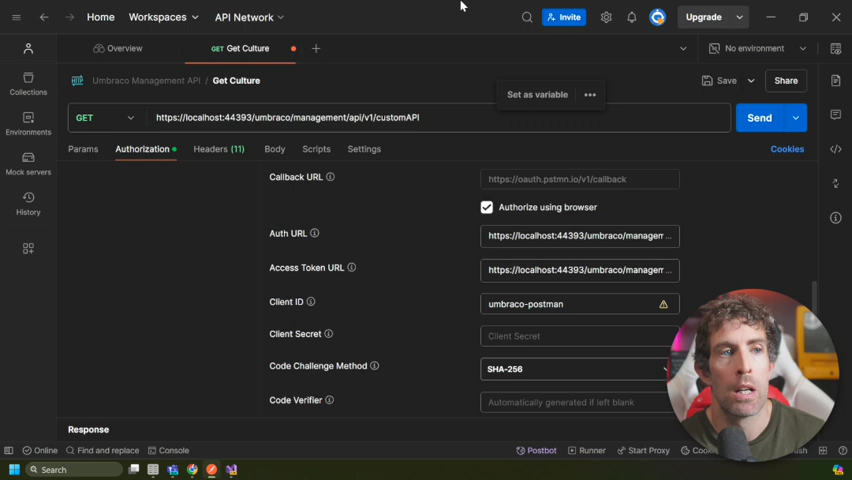 Home
Workspaces
API Network
Invite
Upgrade
Overview
GET Get Culture
No environment
Collections
Environments
Mock servers
History
Umbraco Management API / Get Culture
Save
Share
Set as variable
GET
https://localhost:44393/umbraco/management/api/v1/customAPI
Send
Params
Authorization
Headers (11)
Body
Scripts
Settings
Cookies
Callback URL
https://oauth.pstmn.io/v1/callback
Authorize using browser
Auth URL
https://localhost:44393/umbraco/managem ...
Access Token URL
https://localhost:44393/umbraco/managem ...
Client ID
umbraco-postman
Client Secret
Client Secret
Code Challenge Method
SHA-256
Code Verifier
Automatically generated if left blank
Response
Online
Find and replace
Console
Postbot
Runner
Start Proxy
Search